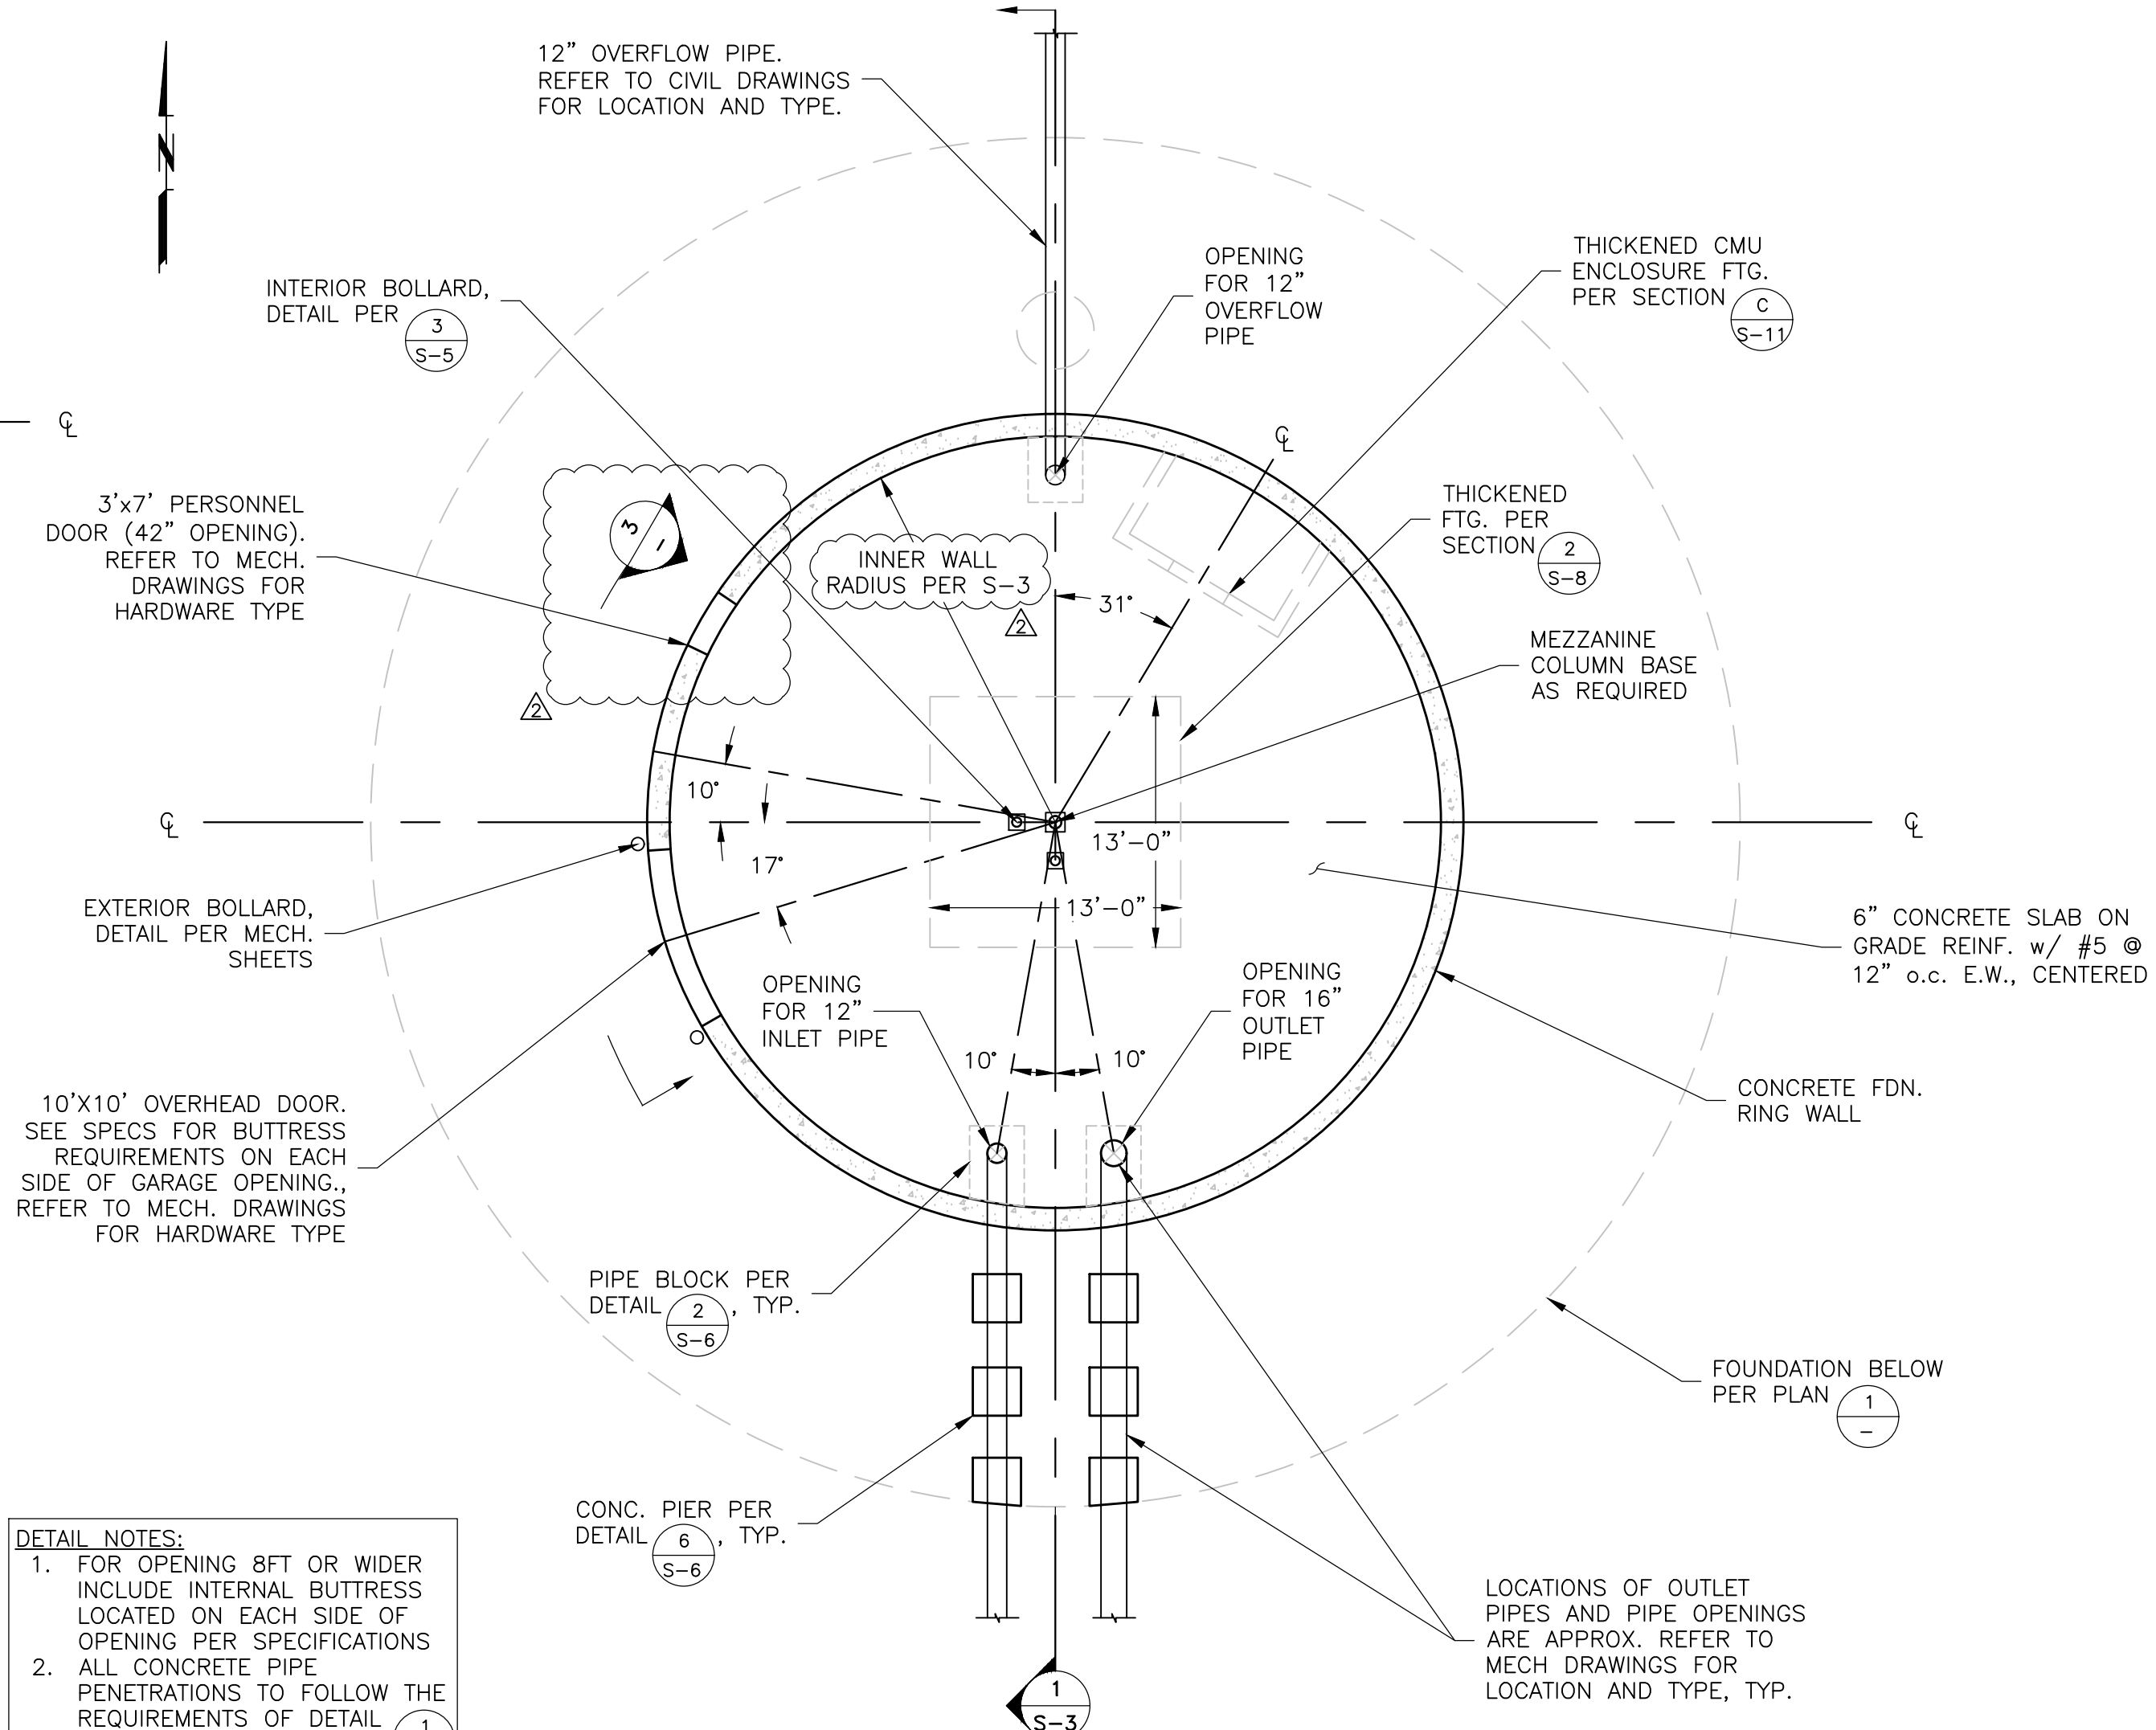 12" OVERFLOW PIPE.
REFER TO CIVIL DRAWINGS
FOR LOCATION AND TYPE.
N
THICKENED CMU
ENCLOSURE FTG.
PER SECTION
C
S-11
OPENING
FOR 12"
OVERFLOW
PIPE
INTERIOR BOLLARD,
DETAIL PER
3
S-5
℄
℄
3'x7' PERSONNEL
DOOR (42" OPENING).
REFER TO MECH.
DRAWINGS FOR
HARDWARE TYPE
3
-
2
INNER WALL
RADIUS PER S-3
2
31°
THICKENED
FTG. PER
SECTION
2
S-8
MEZZANINE
COLUMN BASE
AS REQUIRED
10°
17°
℄
℄
13'-0"
13'-0"
EXTERIOR BOLLARD,
DETAIL PER MECH.
SHEETS
6" CONCRETE SLAB ON
GRADE REINF. w/ #5 @
12" o.c. E.W., CENTERED
OPENING
FOR 12"
INLET PIPE
OPENING
FOR 16"
OUTLET
PIPE
10°
10°
CONCRETE FDN.
RING WALL
10'X10' OVERHEAD DOOR.
SEE SPECS FOR BUTTRESS
REQUIREMENTS ON EACH
SIDE OF GARAGE OPENING.,
REFER TO MECH. DRAWINGS
FOR HARDWARE TYPE
PIPE BLOCK PER
DETAIL 2 , TYP.
S-6
FOUNDATION BELOW
PER PLAN
1
-
CONC. PIER PER
DETAIL 6 , TYP.
S-6
LOCATIONS OF OUTLET
PIPES AND PIPE OPENINGS
ARE APPROX. REFER TO
MECH DRAWINGS FOR
LOCATION AND TYPE, TYP.
DETAIL NOTES:
1. FOR OPENING 8FT OR WIDER
INCLUDE INTERNAL BUTTRESS
LOCATED ON EACH SIDE OF
OPENING PER SPECIFICATIONS
2. ALL CONCRETE PIPE
PENETRATIONS TO FOLLOW THE
REQUIREMENTS OF DETAIL 1
1
S-3